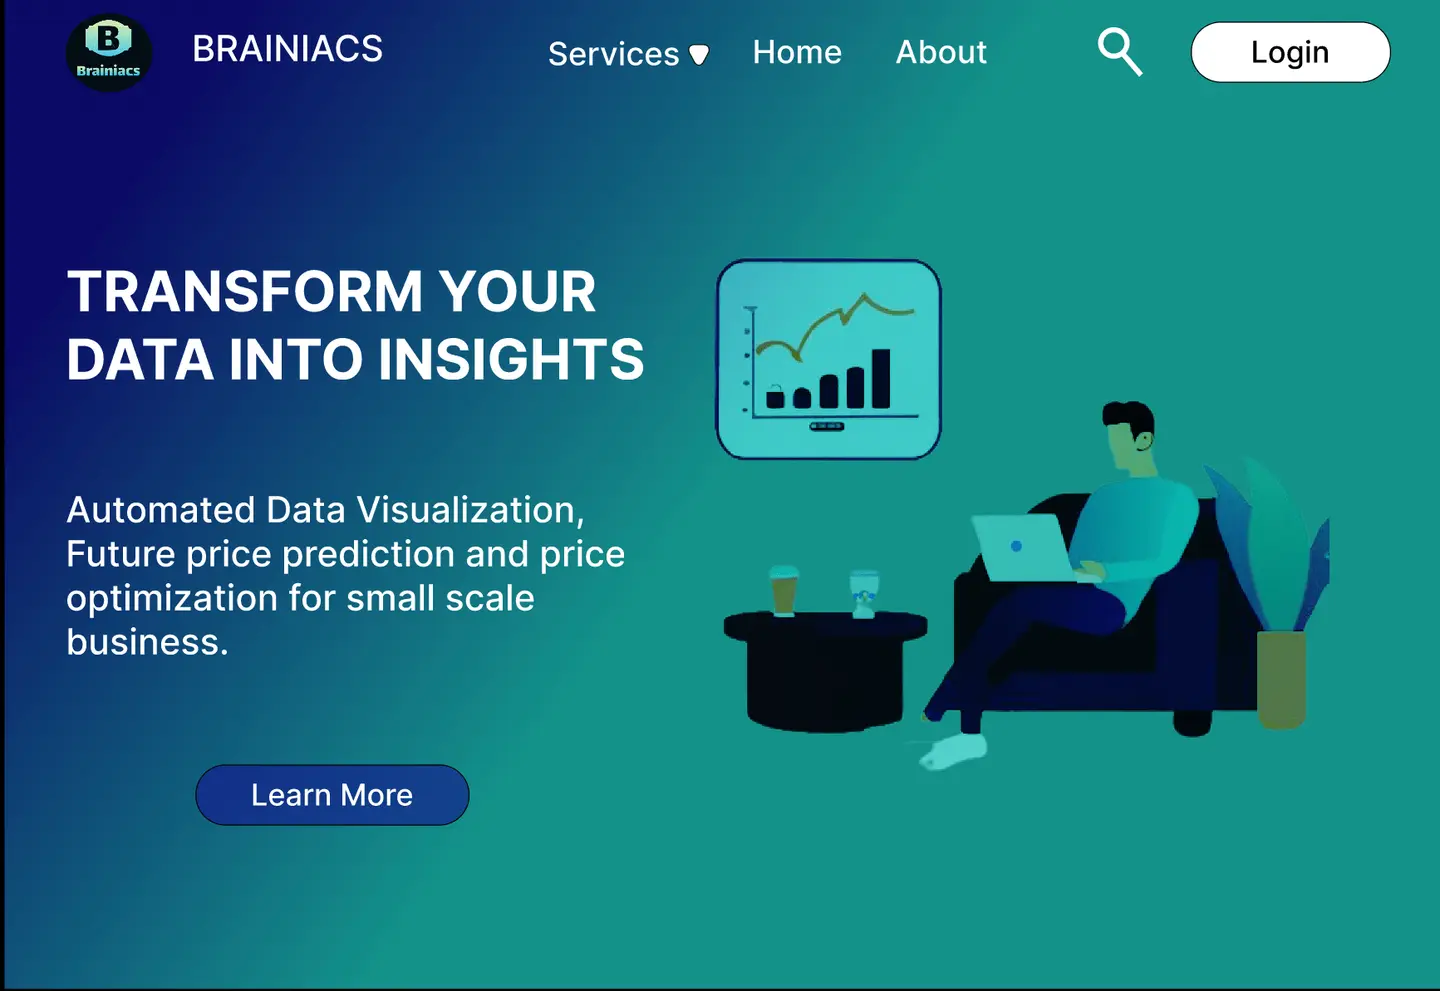 B
Brainiacs
BRAINIACS
Services
Home
About
Login
TRANSFORM YOUR
DATA INTO INSIGHTS
Automated Data Visualization,
Future price prediction and price
optimization for small scale
business.
Learn More